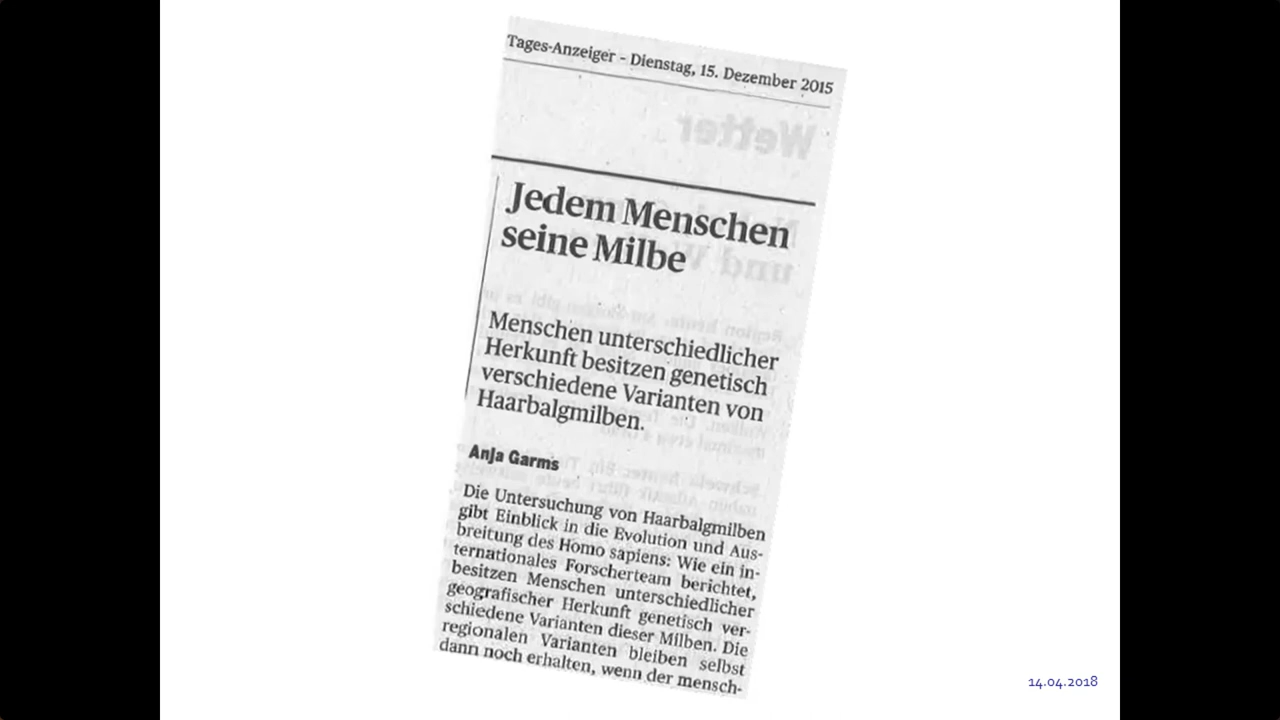 Tages-Anzeiger – Dienstag, 15. Dezember 2015
Wetter
Jedem Menschen
seine Milbe
Menschen unterschiedlicher
Herkunft besitzen genetisch
verschiedene Varianten von
Haarbalgmilben.
Anja Garms
Die Untersuchung von Haarbalgmilben
gibt Einblick in die Evolution und Aus-
breitung des Homo sapiens: Wie ein in-
ternationales Forscherteam berichtet,
besitzen Menschen unterschiedlicher
geografischer Herkunft genetisch ver-
schiedene Varianten dieser Milben. Die
regionalen Varianten bleiben selbst
dann noch erhalten, wenn der mensch-
14.04.2018